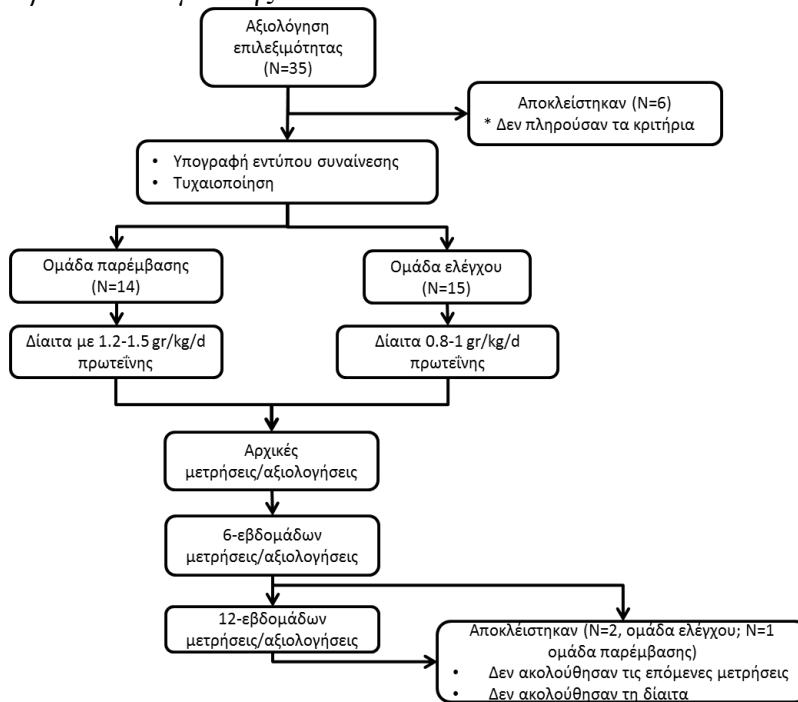 Αξιολόγηση
επιλεξιμότητας
(N=35)
Αποκλείστηκαν (N=6)
* Δεν πληρούσαν τα κριτήρια
• Υπογραφή εντύπου συναίνεσης
• Τυχαιοποίηση
Ομάδα παρέμβασης
(N=14)
Ομάδα ελέγχου
(N=15)
Δίαιτα με 1.2-1.5 gr/kg/d
πρωτεΐνης
Δίαιτα 0.8-1 gr/kg/d
πρωτεΐνης
Αρχικές
μετρήσεις/αξιολογήσεις
6-εβδομάδων
μετρήσεις/αξιολογήσεις
12-εβδομάδων
μετρήσεις/αξιολογήσεις
Αποκλέιστηκαν (N=2, ομάδα ελέγχου; N=1
ομάδα παρέμβασης)
• Δεν ακολούθησαν τις επόμενες μετρήσεις
• Δεν ακολούθησαν τη δίαιτα